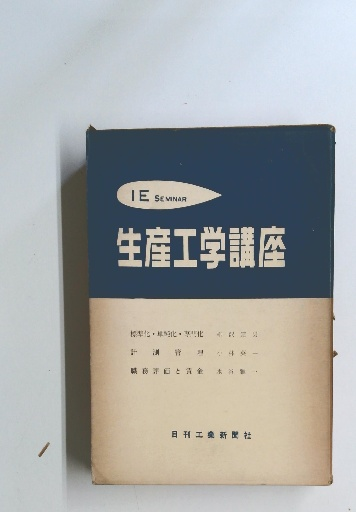 IE SEMINAR
生産工学講座
標準化・単純化・専門化
計測管理
職務評価と賃金
日刊工業新聞社